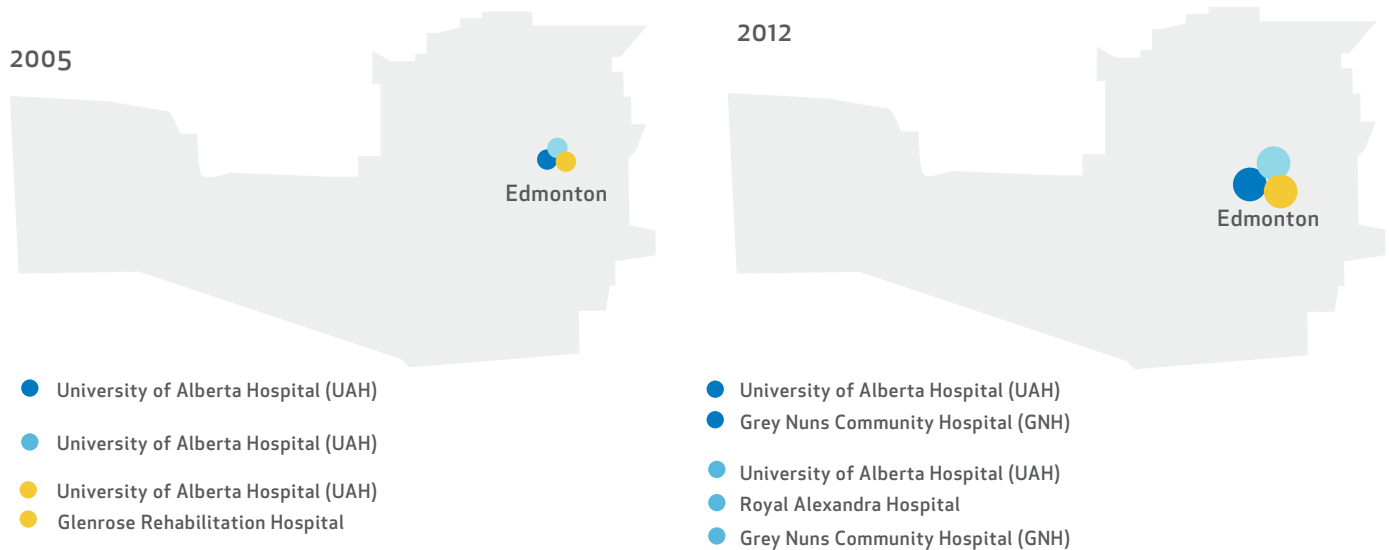 2005
Edmonton
University of Alberta Hospital (UAH)
University of Alberta Hospital (UAH)
University of Alberta Hospital (UAH)
Glenrose Rehabilitation Hospital
2012
Edmonton
University of Alberta Hospital (UAH)
Grey Nuns Community Hospital (GNH)
University of Alberta Hospital (UAH)
Royal Alexandra Hospital
Grey Nuns Community Hospital (GNH)